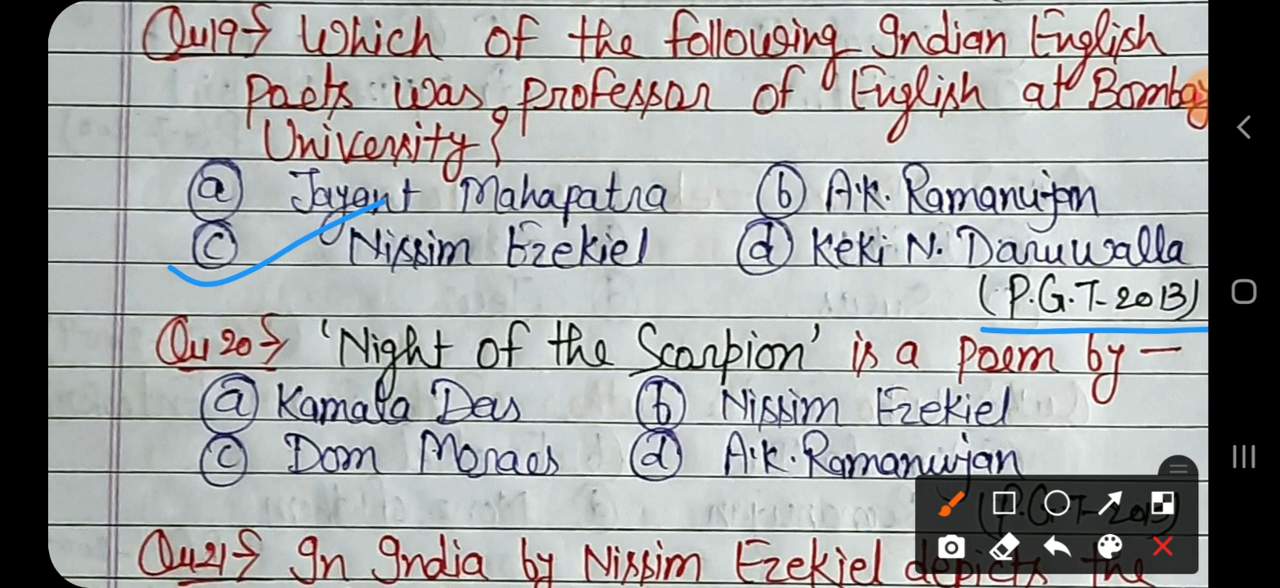 Qu19→ Which of the following Indian English
Poets was professor of English at Bombay
University?
(a) Jayant Mahapatra (b) A.K. Ramanujan
(c) Nissim Ezekiel (d) Keki N. Daruwalla
(P.G.T-2013)
Qu20→ 'Night of the Scorpion' is a poem by—
(a) Kamala Das (b) Nissim Ezekiel
(c) Dom Moraes (d) A.K. Ramanujan
(P.G.T-2013)
Qu21→ In India by Nissim Ezekiel depicts the